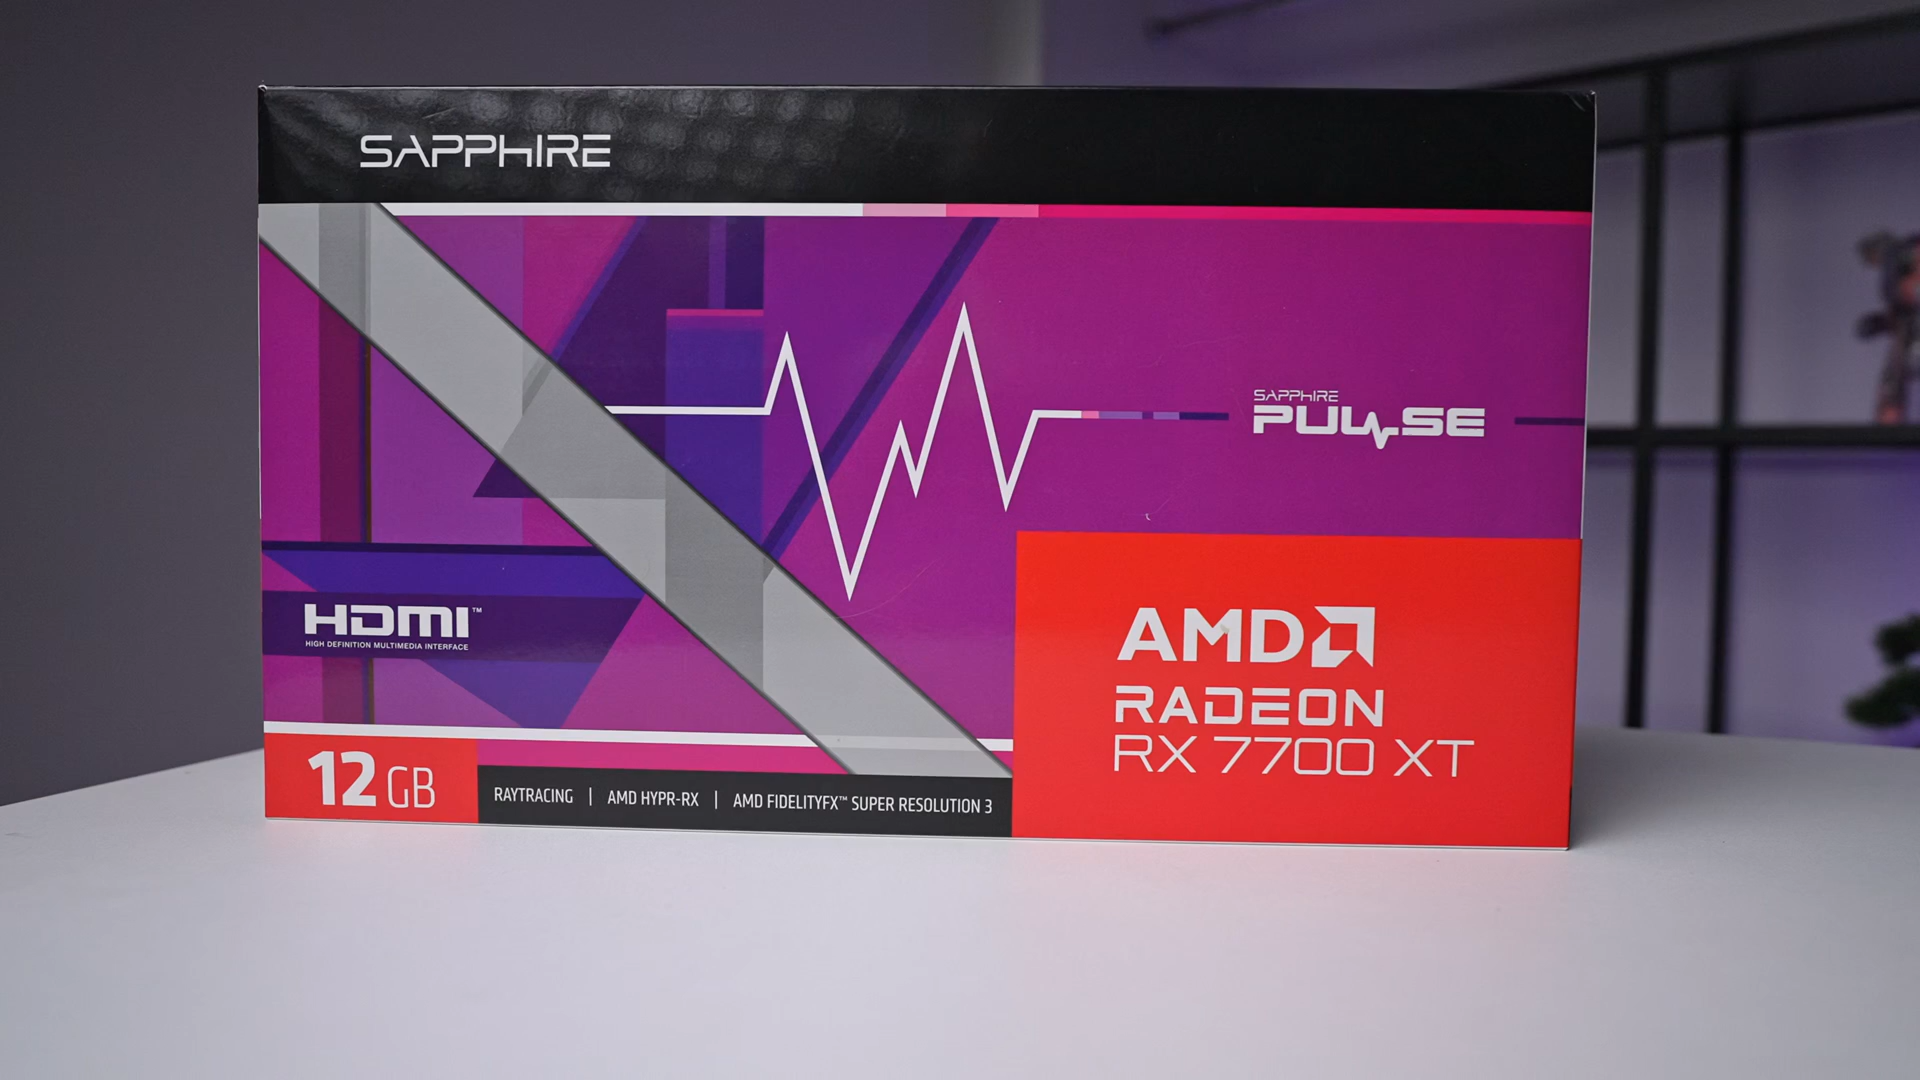 SAPPHIRE
SAPPHIRE
PULSE
HDMI™
HIGH DEFINITION MULTIMEDIA INTERFACE
AMD
RADEON
RX 7700 XT
12 GB
RAYTRACING | AMD HYPR-RX | AMD FIDELITYFX™ SUPER RESOLUTION 3